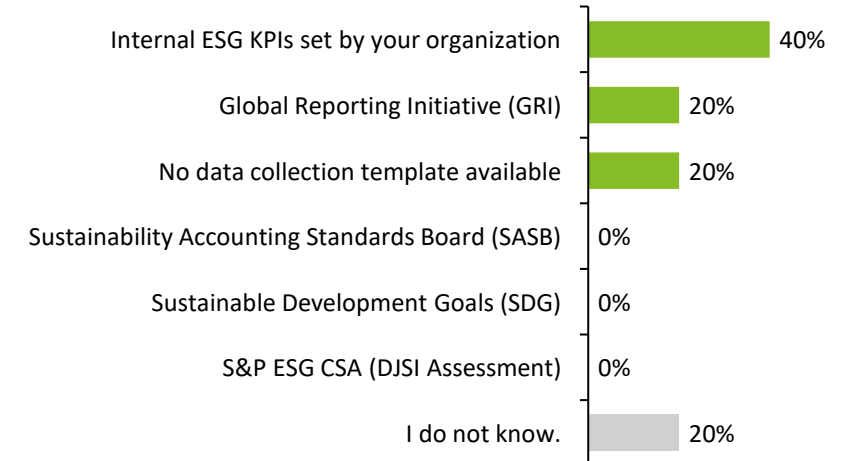 Internal ESG KPIs set by your organization 40%
Global Reporting Initiative (GRI) 20%
No data collection template available 20%
Sustainability Accounting Standards Board (SASB) 0%
Sustainable Development Goals (SDG) 0%
S&P ESG CSA (DJSI Assessment) 0%
I do not know. 20%